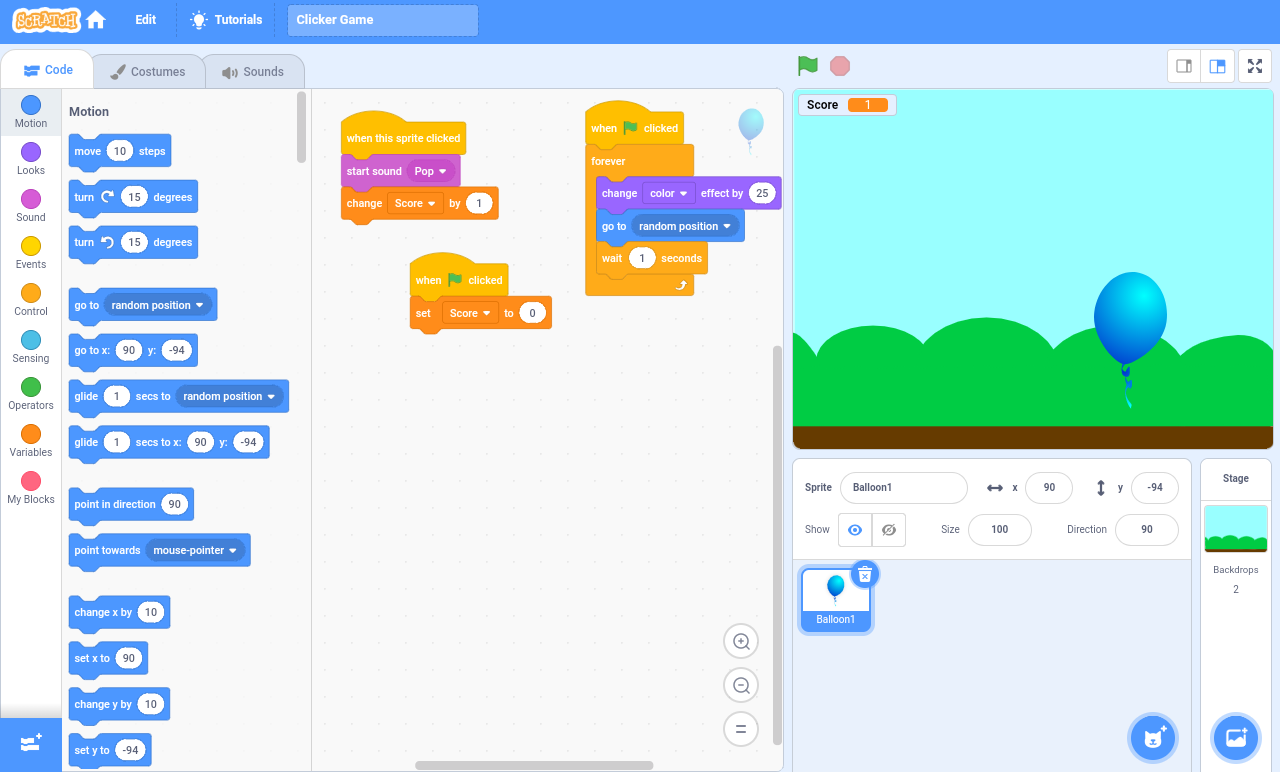 SCRATCH Edit Tutorials Clicker Game
Code Costumes Sounds
Motion
Looks
Sound
Events
Control
Sensing
Operators
Variables
My Blocks
Motion
move 10 steps
turn 15 degrees
turn 15 degrees
go to random position
go to x: 90 y: -94
glide 1 secs to random position
glide 1 secs to x: 90 y: -94
point in direction 90
point towards mouse-pointer
change x by 10
set x to 90
change y by 10
set y to -94
when this sprite clicked
start sound Pop
change Score by 1
when clicked
set Score to 0
when clicked
forever
change color effect by 25
go to random position
wait 1 seconds
Score 1
Sprite Balloon1 x 90 y -94
Show Size 100 Direction 90
Balloon1
Stage
Backdrops
2